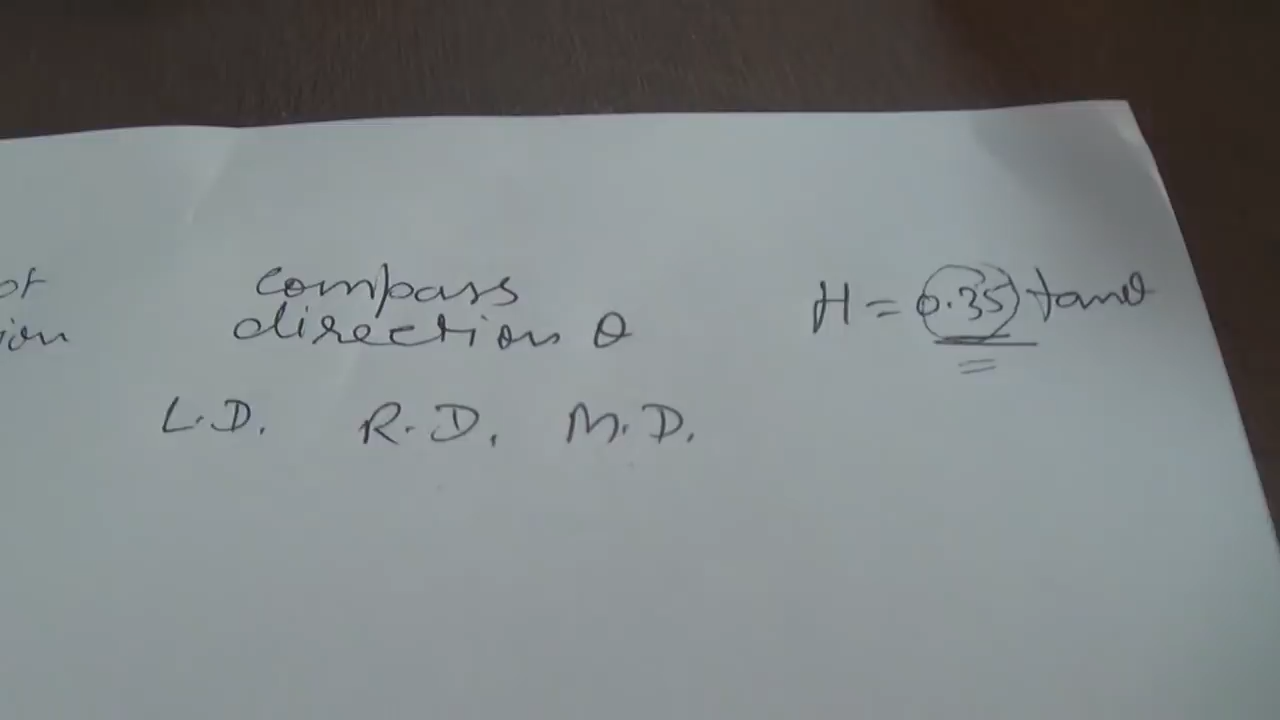 compass
direction θ
H = 0.35 tanθ
L.D. R.D. M.D.